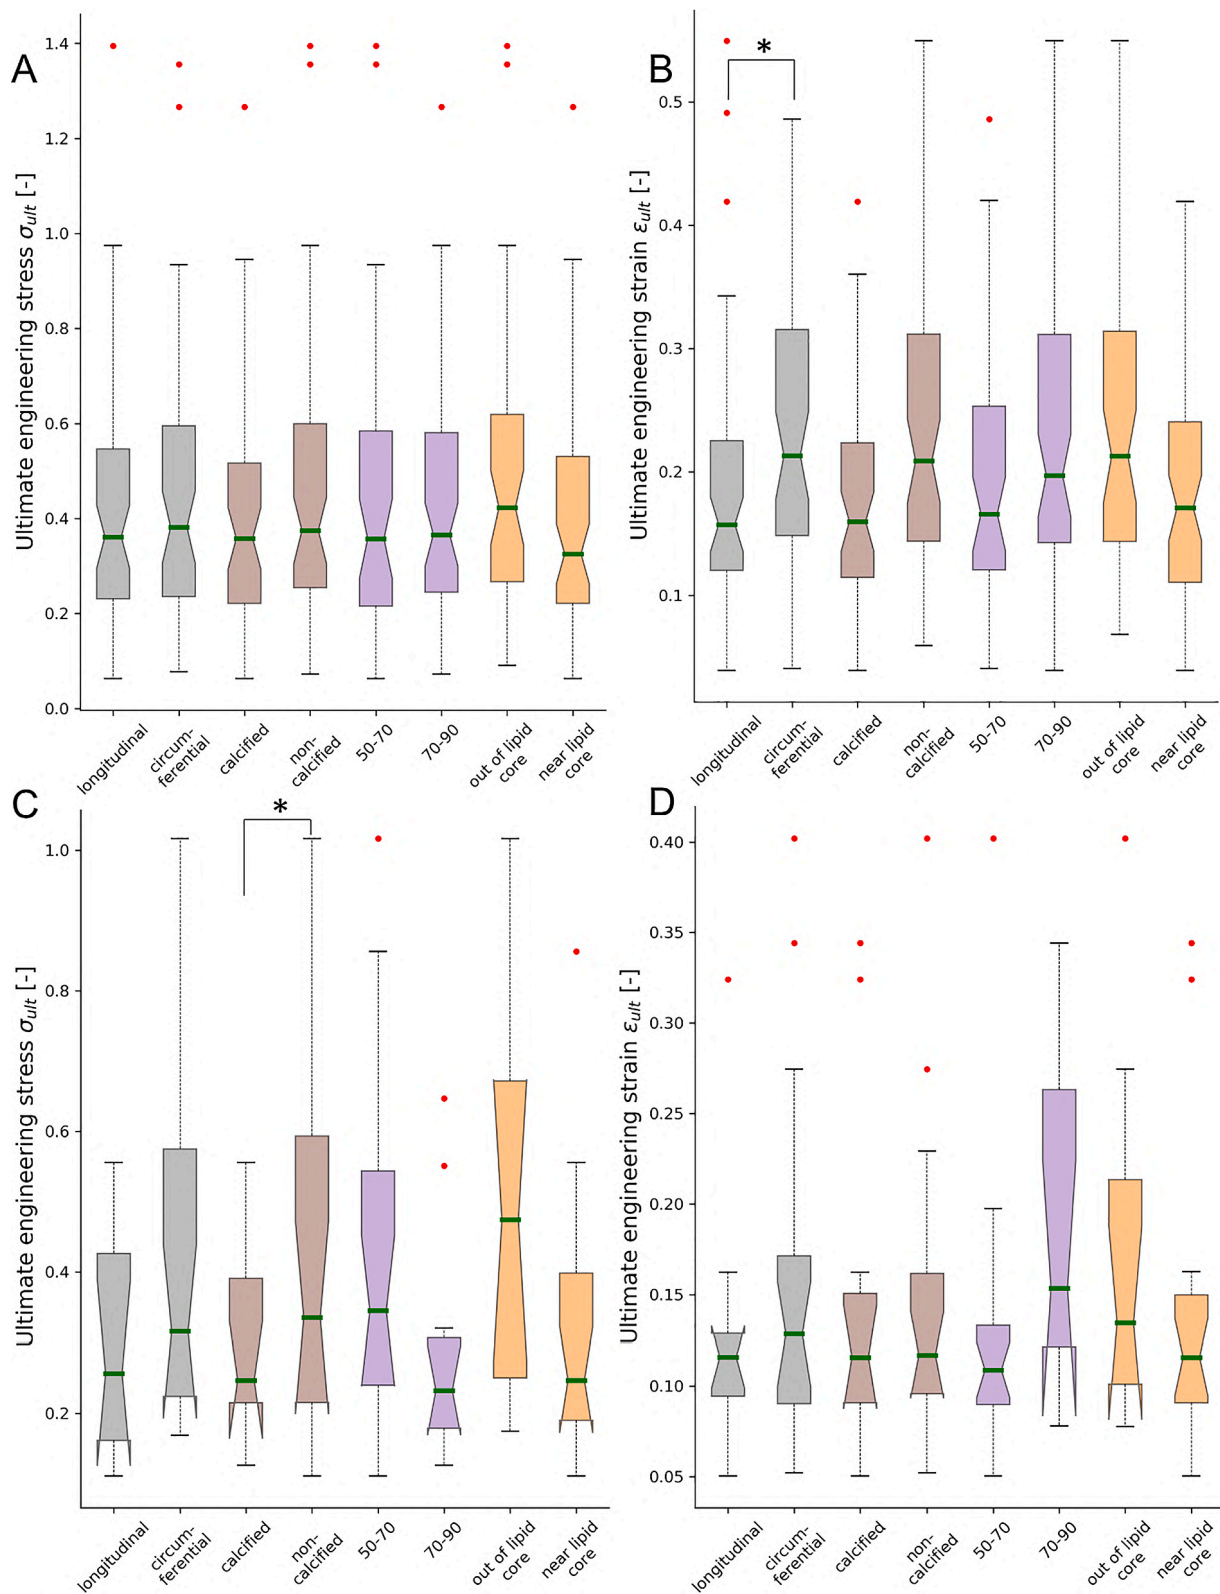 A
Ultimate engineering stress σult [-]
1.4
1.2
1.0
0.8
0.6
0.4
0.2
0.0
longitudinal
circum-
ferential
calcified
non-
calcified
50-70
70-90
out of lipid
core
near lipid
core
B
Ultimate engineering strain εult [-]
0.5
0.4
0.3
0.2
0.1
*
longitudinal
circum-
ferential
calcified
non-
calcified
50-70
70-90
out of lipid
core
near lipid
core
C
Ultimate engineering stress σult [-]
1.0
0.8
0.6
0.4
0.2
*
longitudinal
circum-
ferential
calcified
non-
calcified
50-70
70-90
out of lipid
core
near lipid
core
D
Ultimate engineering strain εult [-]
0.40
0.35
0.30
0.25
0.20
0.15
0.10
0.05
longitudinal
circum-
ferential
calcified
non-
calcified
50-70
70-90
out of lipid
core
near lipid
core